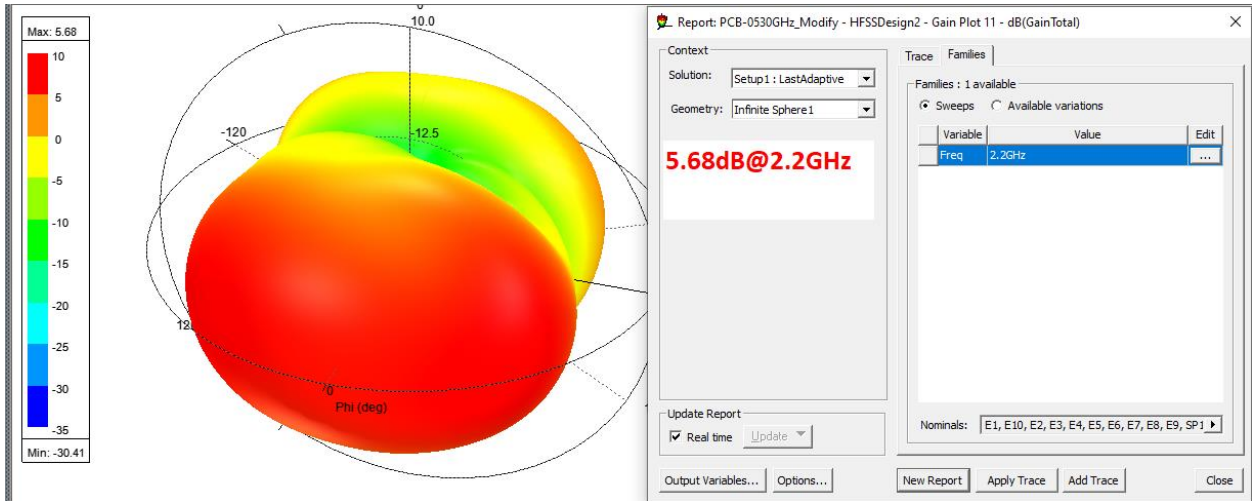 Max: 5.68
10
5
0
-5
-10
-15
-20
-25
-30
-35
Min: -30.41
0
10.0
-120
-12.5
Phi (deg)
Report: PCB-0530GHz_Modify - HFSSDesign2 - Gain Plot 11 - dB(GainTotal)
Context
Solution: Setup1 : LastAdaptive
Geometry: Infinite Sphere1
5.68dB@2.2GHz
Update Report
Real time Update
Output Variables... Options...
Trace Families
Families : 1 available
Sweeps Available variations
Variable Value Edit
Freq 2.2GHz ...
Nominals: E1, E10, E2, E3, E4, E5, E6, E7, E8, E9, SP1
New Report Apply Trace Add Trace Close